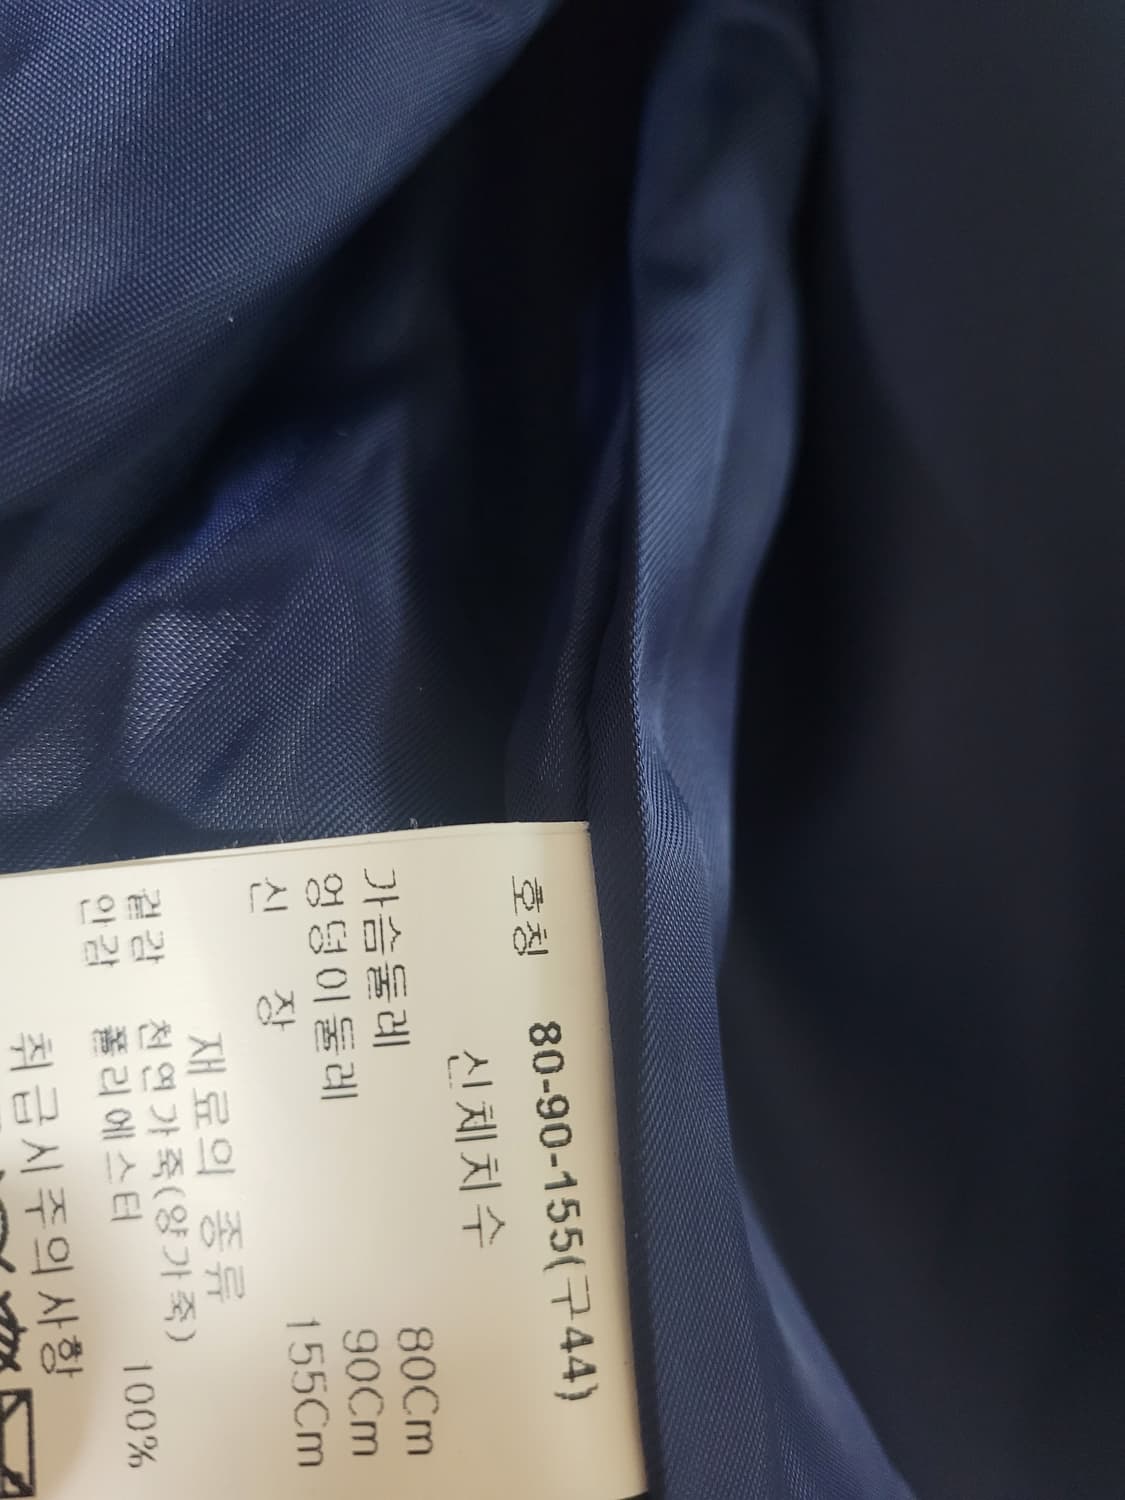 호칭 80-90-155(구44)
신체치수
가슴둘레 80Cm
엉덩이둘레 90Cm
신 장 155Cm
재료의 종류
겉감 천연가죽(양가죽)
안감 폴리에스터 100%
취급시주의사항